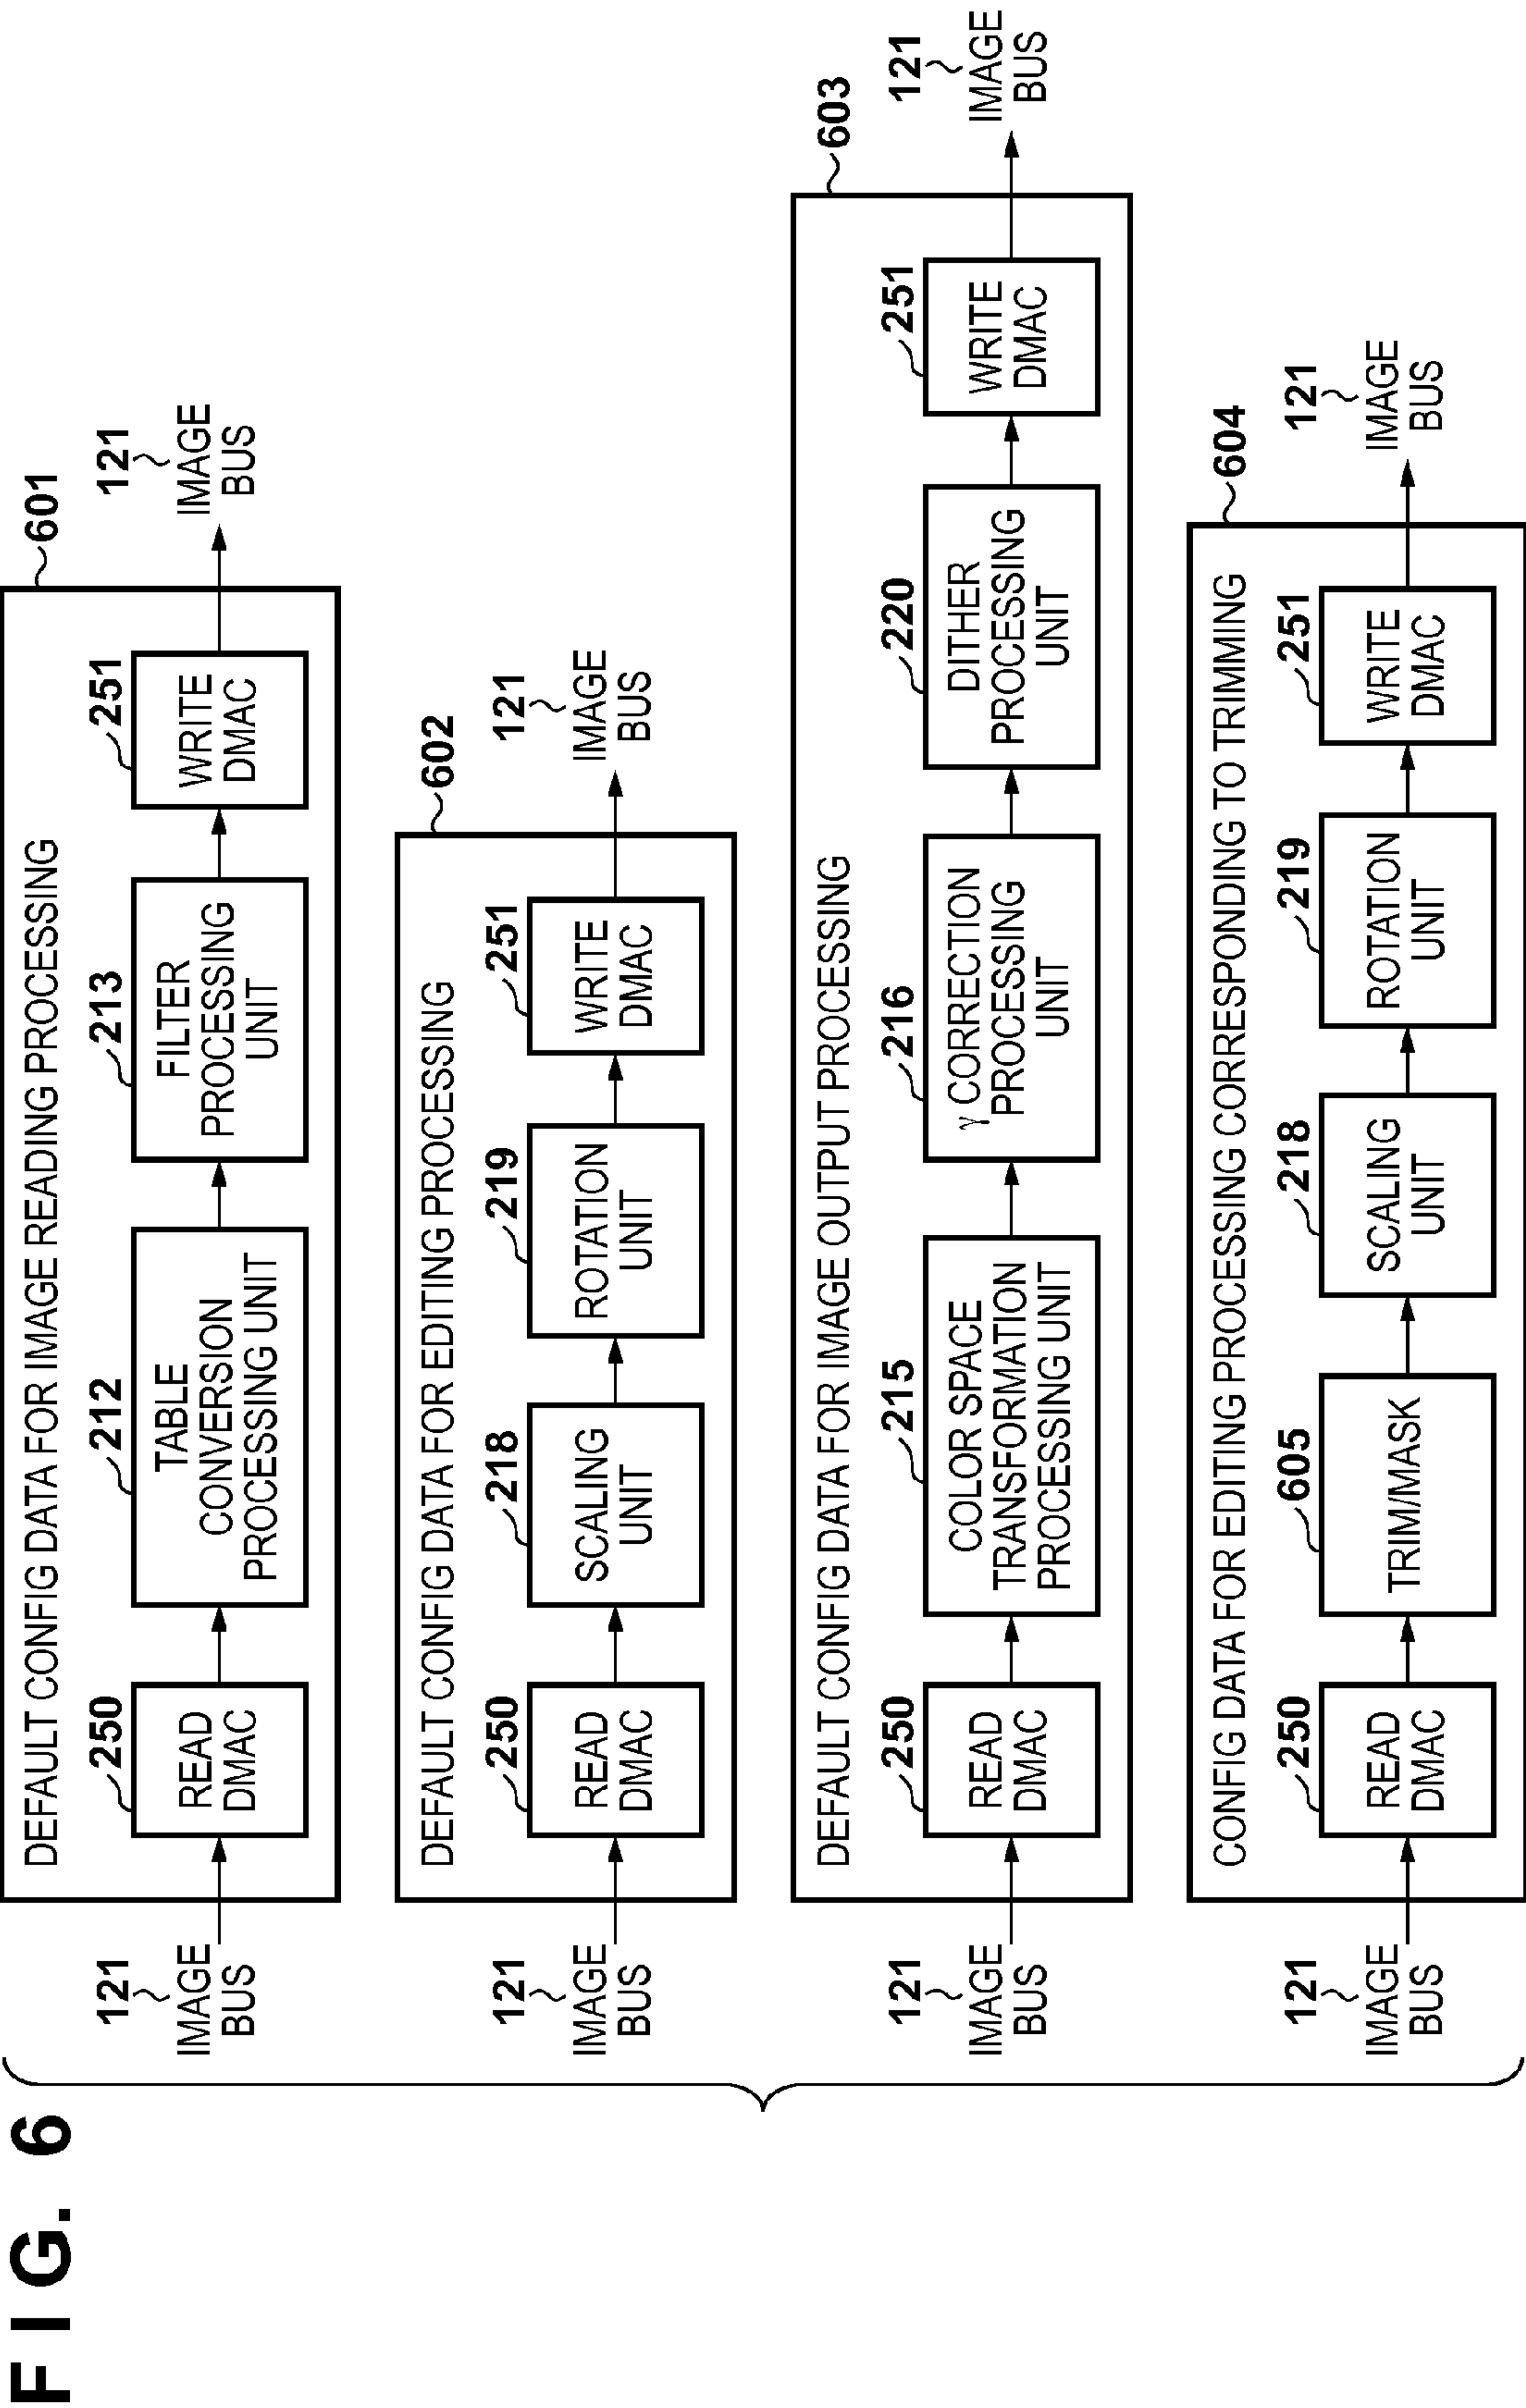 FIG. 6
DEFAULT CONFIG DATA FOR IMAGE READING PROCESSING
601
121
IMAGE
BUS
250
READ
DMAC
212
TABLE
CONVERSION
PROCESSING UNIT
213
FILTER
PROCESSING
UNIT
251
WRITE
DMAC
121
IMAGE
BUS
DEFAULT CONFIG DATA FOR EDITING PROCESSING
602
121
IMAGE
BUS
250
READ
DMAC
218
SCALING
UNIT
219
ROTATION
UNIT
251
WRITE
DMAC
121
IMAGE
BUS
DEFAULT CONFIG DATA FOR IMAGE OUTPUT PROCESSING
603
121
IMAGE
BUS
250
READ
DMAC
215
COLOR SPACE
TRANSFORMATION
PROCESSING UNIT
216
γ CORRECTION
PROCESSING
UNIT
220
DITHER
PROCESSING
UNIT
251
WRITE
DMAC
121
IMAGE
BUS
CONFIG DATA FOR EDITING PROCESSING CORRESPONDING TO TRIMMING
604
121
IMAGE
BUS
250
READ
DMAC
605
TRIM/MASK
218
SCALING
UNIT
219
ROTATION
UNIT
251
WRITE
DMAC
121
IMAGE
BUS